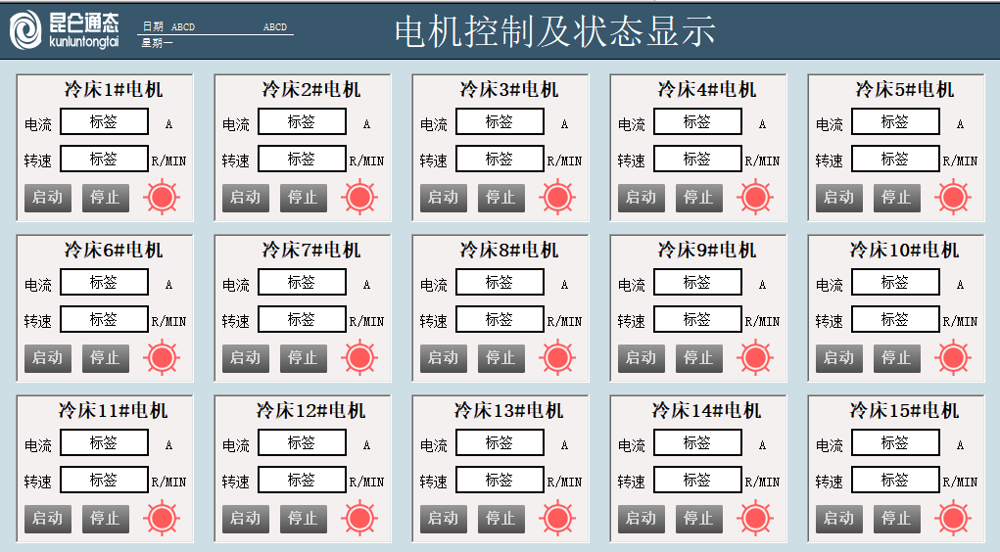 昆仑通态
kunluntongtai
日期 ABCD ABCD
星期一
电机控制及状态显示
冷床1#电机 冷床2#电机 冷床3#电机 冷床4#电机 冷床5#电机
电流 标签 A 电流 标签 A 电流 标签 A 电流 标签 A 电流 标签 A
转速 标签 R/MIN 转速 标签 R/MIN 转速 标签 R/MIN 转速 标签 R/MIN 转速 标签 R/MIN
启动 停止 启动 停止 启动 停止 启动 停止 启动 停止
冷床6#电机 冷床7#电机 冷床8#电机 冷床9#电机 冷床10#电机
电流 标签 A 电流 标签 A 电流 标签 A 电流 标签 A 电流 标签 A
转速 标签 R/MIN 转速 标签 R/MIN 转速 标签 R/MIN 转速 标签 R/MIN 转速 标签 R/MIN
启动 停止 启动 停止 启动 停止 启动 停止 启动 停止
冷床11#电机 冷床12#电机 冷床13#电机 冷床14#电机 冷床15#电机
电流 标签 A 电流 标签 A 电流 标签 A 电流 标签 A 电流 标签 A
转速 标签 R/MIN 转速 标签 R/MIN 转速 标签 R/MIN 转速 标签 R/MIN 转速 标签 R/MIN
启动 停止 启动 停止 启动 停止 启动 停止 启动 停止